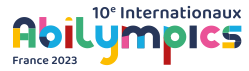 10e Internationaux
Abilympics
France 2023